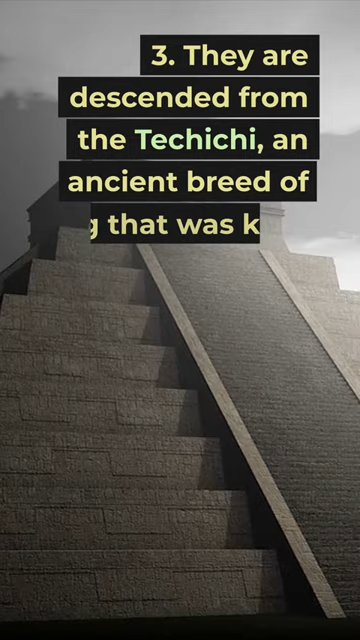 3. They are
descended from
the Techichi, an
ancient breed of
that was